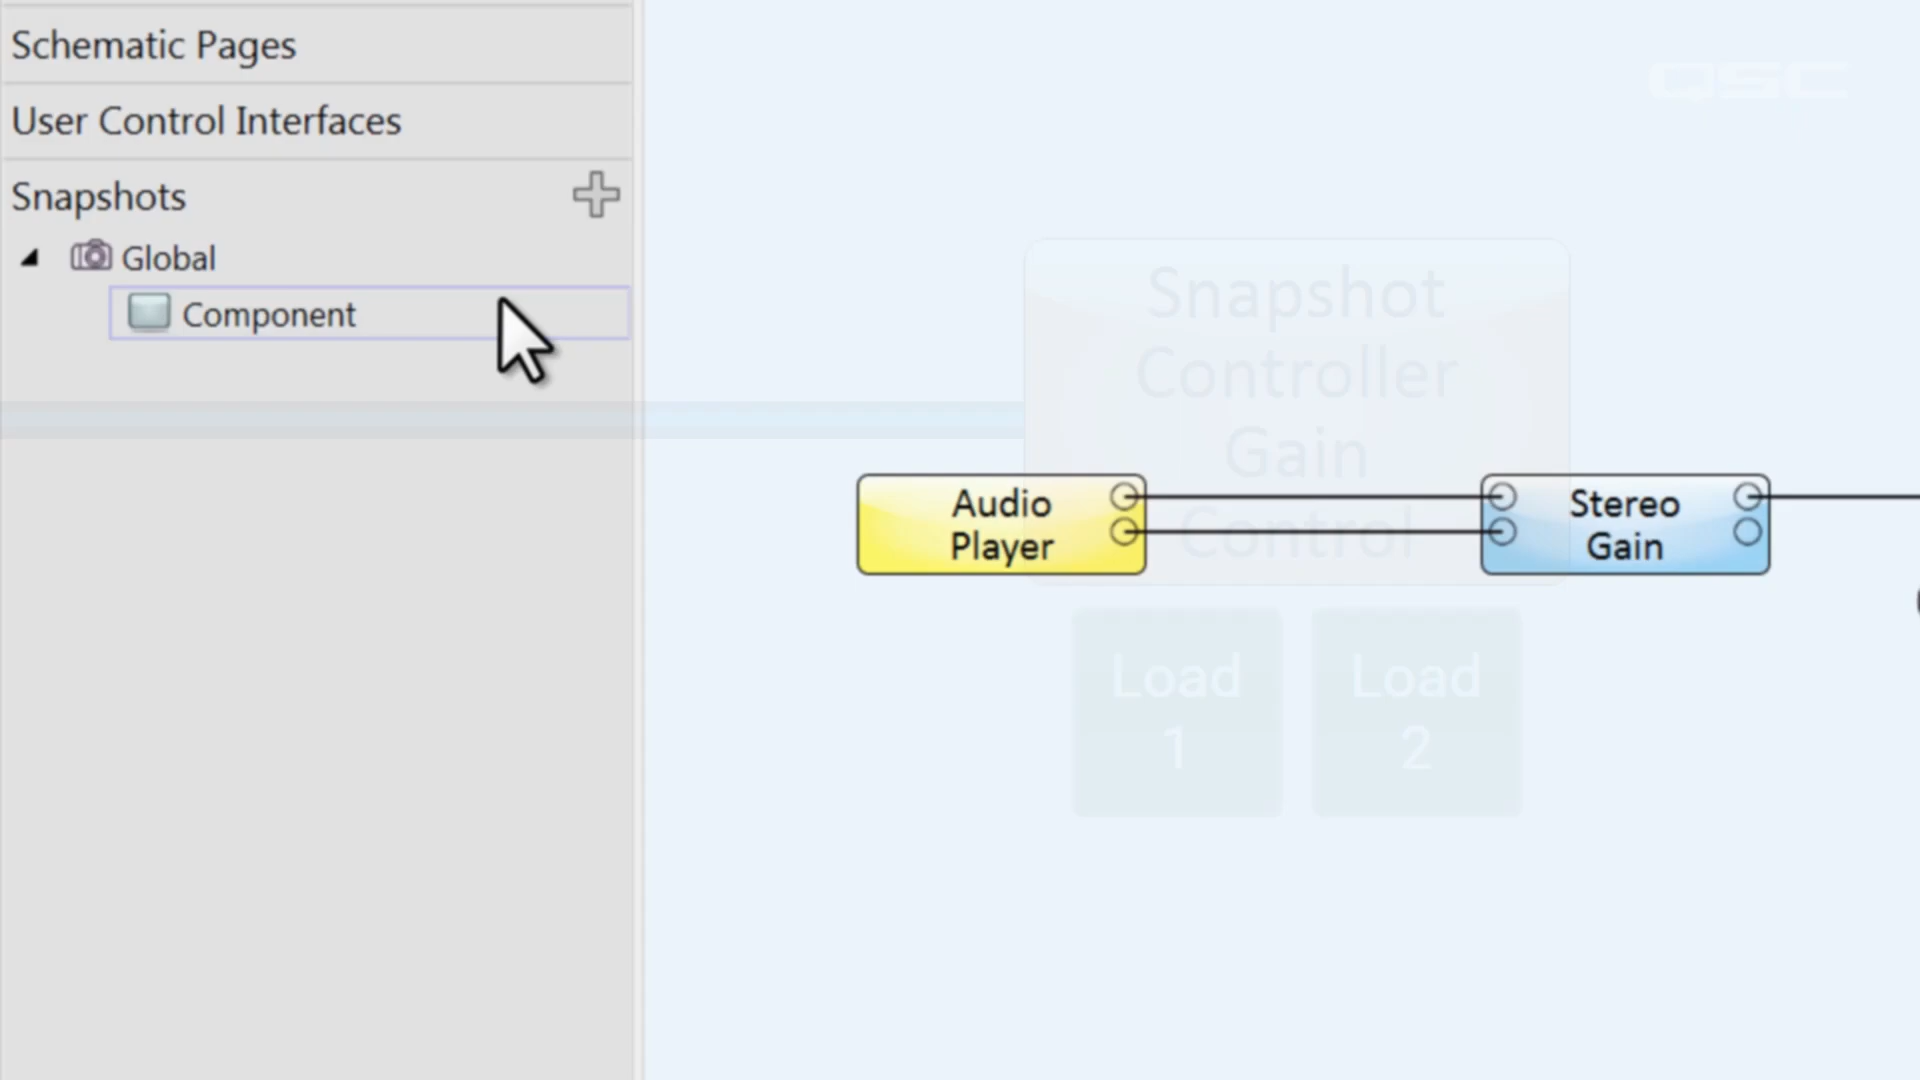 Schematic Pages
User Control Interfaces
Snapshots
Global
Component
QSC
Snapshot
Controller
Gain
Control
Audio
Player
Stereo
Gain
Load
1
Load
2